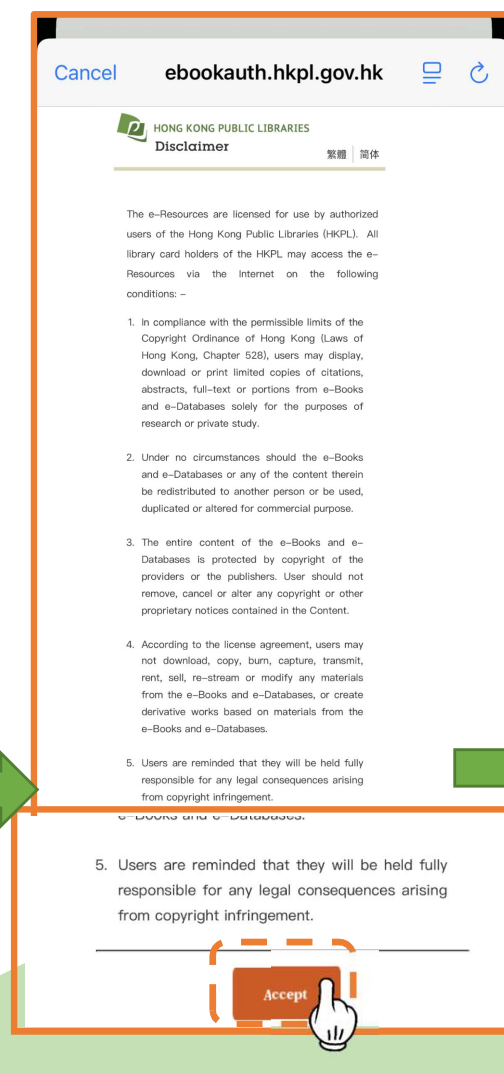 Cancel ebookauth.hkpl.gov.hk
HONG KONG PUBLIC LIBRARIES
Disclaimer
繁體 | 简体
The e-Resources are licensed for use by authorized
users of the Hong Kong Public Libraries (HKPL). All
library card holders of the HKPL may access the e-
Resources via the Internet on the following
conditions: -
1. In compliance with the permissible limits of the
Copyright Ordinance of Hong Kong (Laws of
Hong Kong, Chapter 528), users may display,
download or print limited copies of citations,
abstracts, full-text or portions from e-Books
and e-Databases solely for the purposes of
research or private study.
2. Under no circumstances should the e-Books
and e-Databases or any of the content therein
be redistributed to another person or be used,
duplicated or altered for commercial purpose.
3. The entire content of the e-Books and e-
Databases is protected by copyright of the
providers or the publishers. User should not
remove, cancel or alter any copyright or other
proprietary notices contained in the Content.
4. According to the license agreement, users may
not download, copy, burn, capture, transmit,
rent, sell, re-stream or modify any materials
from the e-Books and e-Databases, or create
derivative works based on materials from the
e-Books and e-Databases.
5. Users are reminded that they will be held fully
responsible for any legal consequences arising
from copyright infringement.
e-Books and e-Databases.
5. Users are reminded that they will be held fully
responsible for any legal consequences arising
from copyright infringement.
Accept